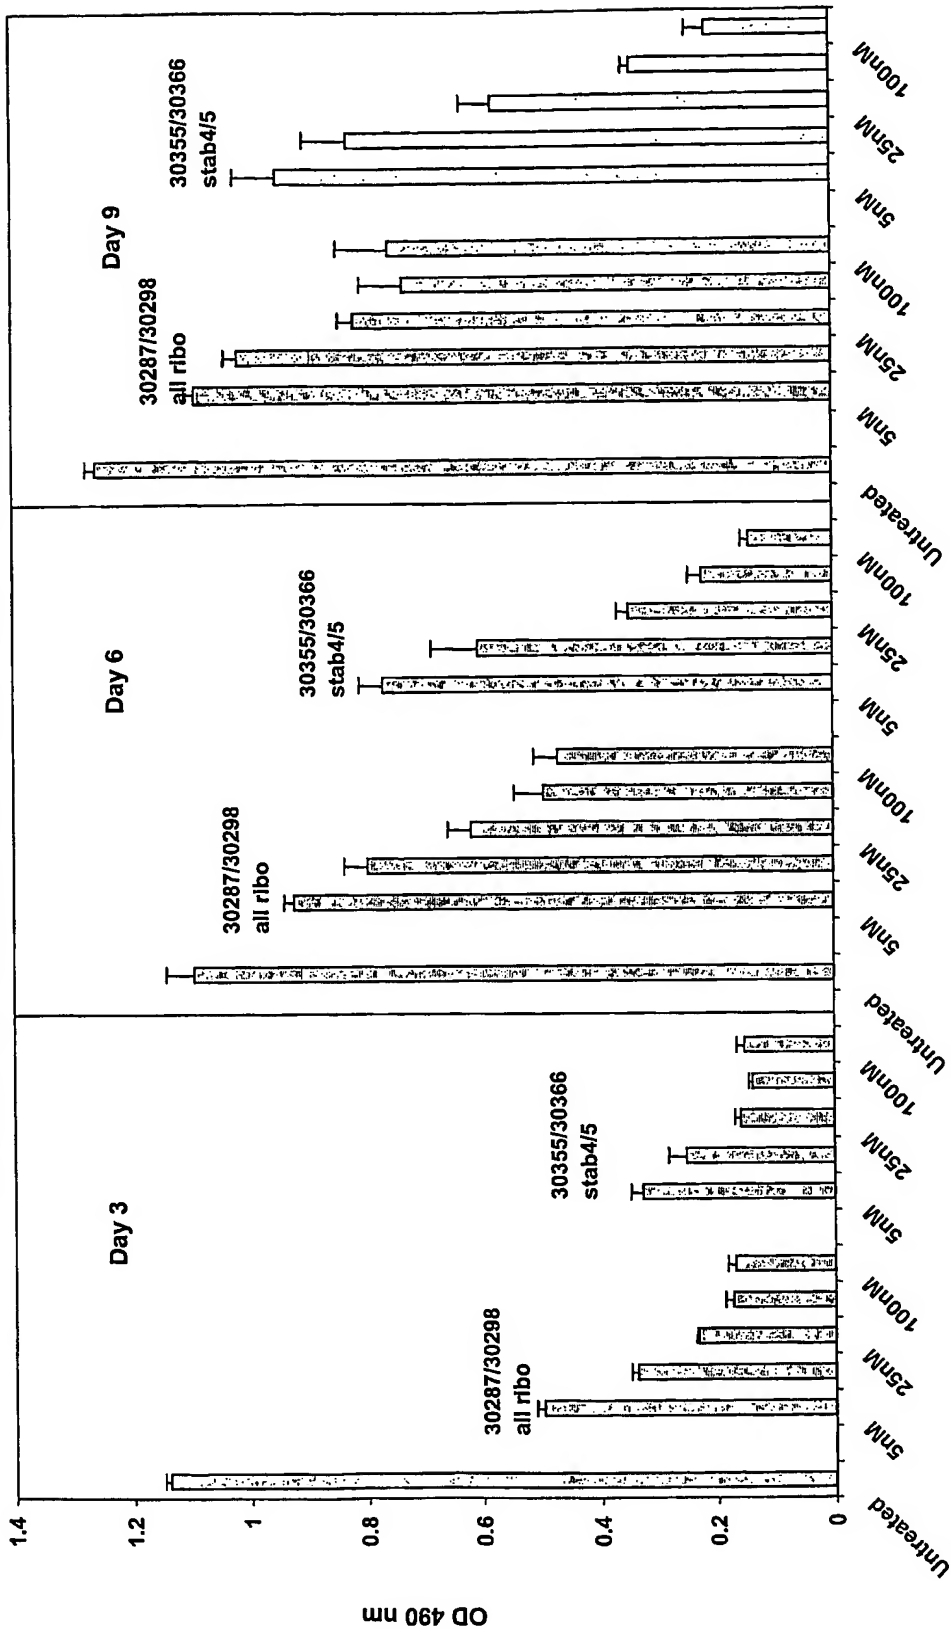 Day 3
Day 6
Day 9
30287/30298
all ribo
30355/30366
stab4/5
30287/30298
all ribo
30355/30366
stab4/5
30287/30298
all ribo
30355/30366
stab4/5
OD 490 nm
1.4
1.2
1
0.8
0.6
0.4
0.2
0
Untreated
5nM
25nM
100nM
5nM
25nM
100nM
Untreated
5nM
25nM
100nM
5nM
25nM
100nM
Untreated
5nM
25nM
100nM
5nM
25nM
100nM